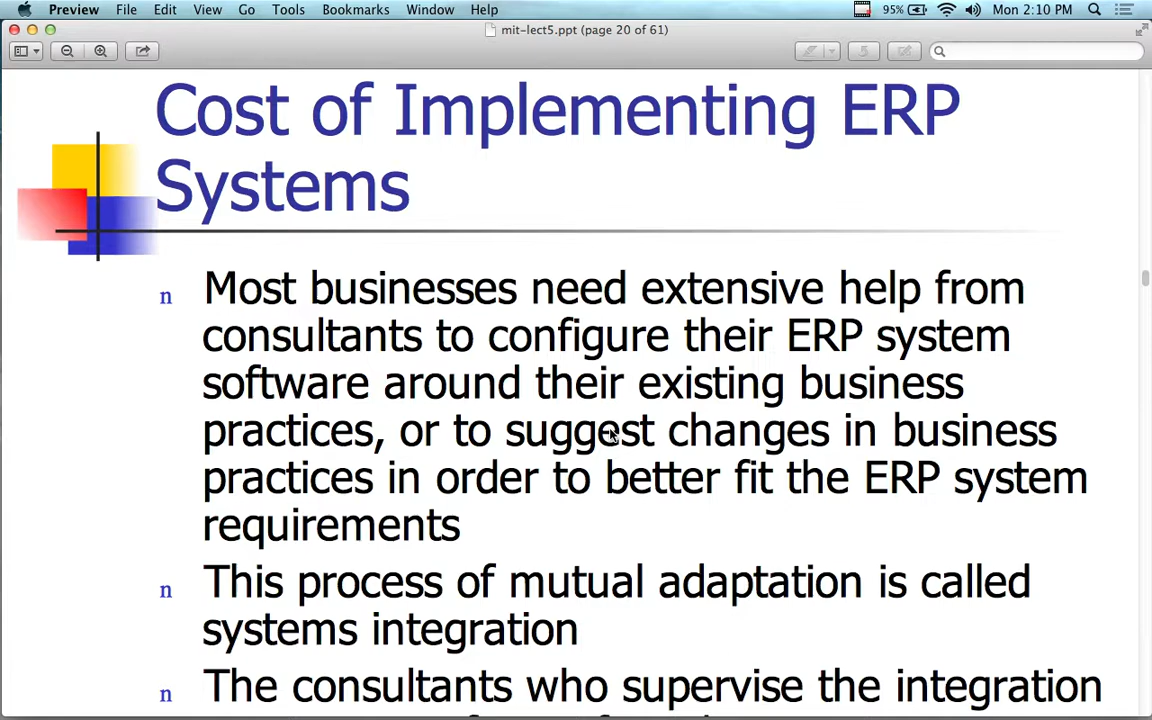 Preview File Edit View Go Tools Bookmarks Window Help 95% Mon 2:10 PM
mit-lect5.ppt (page 20 of 61)
Cost of Implementing ERP
Systems
n Most businesses need extensive help from
consultants to configure their ERP system
software around their existing business
practices, or to suggest changes in business
practices in order to better fit the ERP system
requirements
n This process of mutual adaptation is called
systems integration
n The consultants who supervise the integration